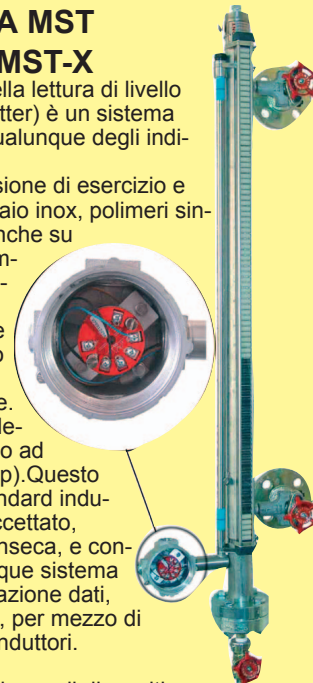 A MST
MST-X
ella lettura di livello
tter) è un sistema
ualunque degli indi-
sione di esercizio e
aio inox, polimeri sin-
nche su
m-
-
e
o
e.
le-
o ad
p).Questo
ndard indu-
ccettato,
nseca, e con-
que sistema
azione dati,
, per mezzo di
nduttori.